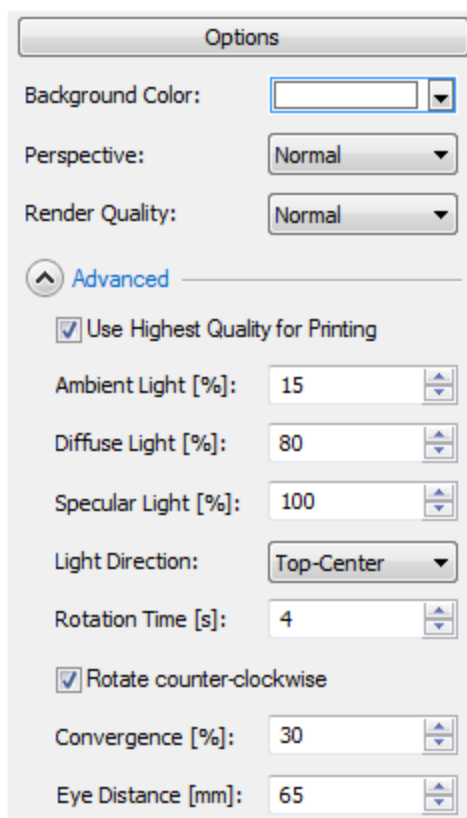 Options
Background Color:
Perspective: Normal
Render Quality: Normal
Advanced
Use Highest Quality for Printing
Ambient Light [%]: 15
Diffuse Light [%]: 80
Specular Light [%]: 100
Light Direction: Top-Center
Rotation Time [s]: 4
Rotate counter-clockwise
Convergence [%]: 30
Eye Distance [mm]: 65